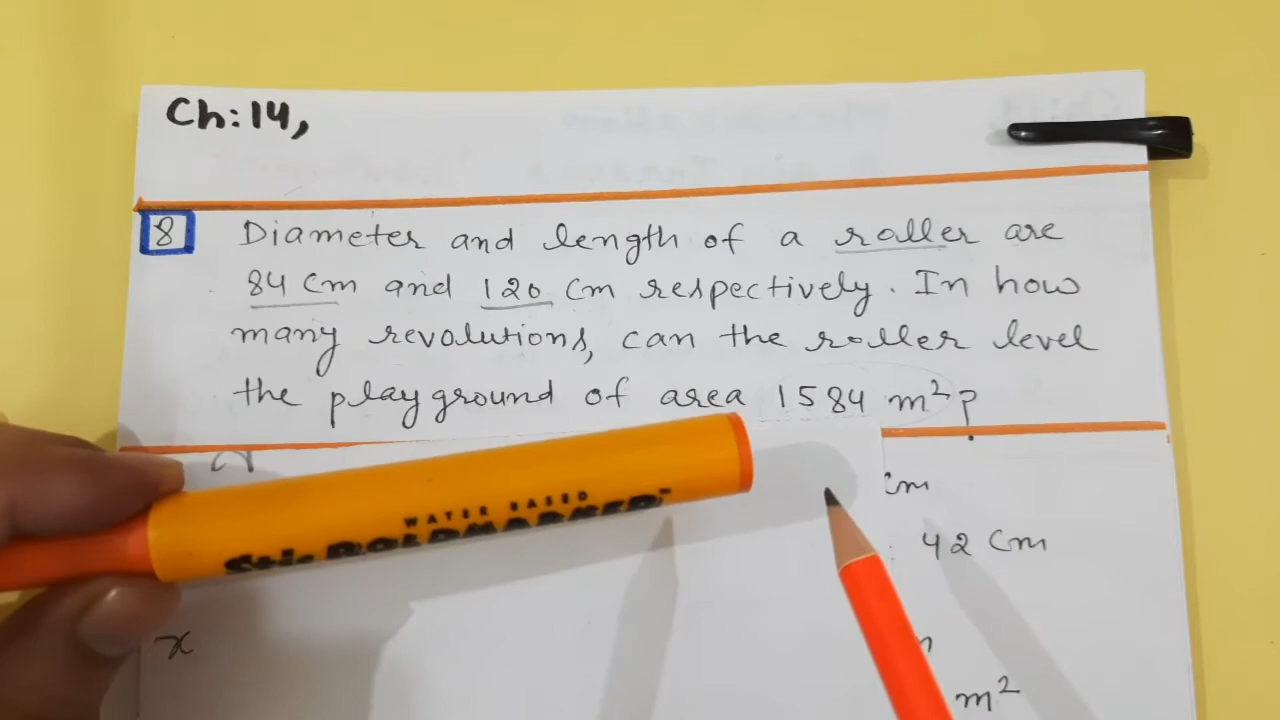 Ch: 14,
8 Diameter and length of a roller are
84 cm and 120 cm respectively. In how
many revolutions, can the roller level
the playground of area 1584 m²?
cm
WATER BASED
42 cm
x
m²